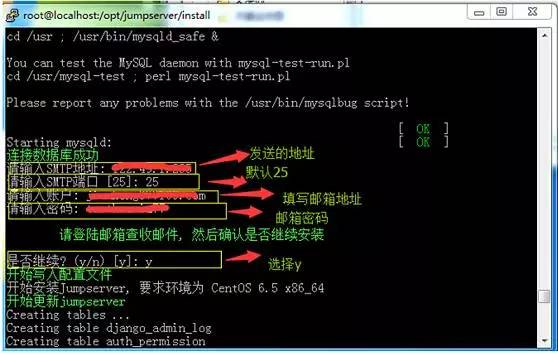 root@localhost:/opt/jumpserver/install
cd /usr ; /usr/bin/mysqld_safe &
You can test the MySQL daemon with mysql-test-run.pl
cd /usr/mysql-test ; perl mysql-test-run.pl
Please report any problems with the /usr/bin/mysqlbug script!
[ OK ]
Starting mysqld: [ OK ]
连接数据库成功 发送的地址
请输入SMTP地址:
请输入SMTP端口 [25]: 25 默认25
请输入账户: 填写邮箱地址
请输入密码: 邮箱密码
请登陆邮箱查收邮件, 然后确认是否继续安装
是否继续? (y/n) [y]: y 选择y
开始写入配置文件
开始安装Jumpserver, 要求环境为 CentOS 6.5 x86_64
开始更新jumpserver
Creating tables ...
Creating table django_admin_log
Creating table auth_permission